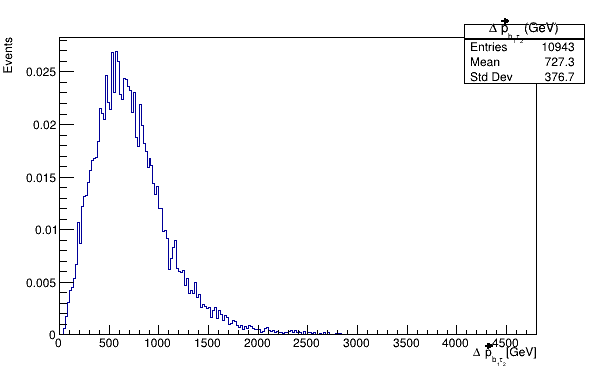 Δ p⃗ b₁τ₂ (GeV)
Entries 10943
Mean 727.3
Std Dev 376.7
Events
0.025
0.02
0.015
0.01
0.005
0
0 500 1000 1500 2000 2500 3000 3500 4000 4500
Δ p⃗ b₁τ₂ [GeV]